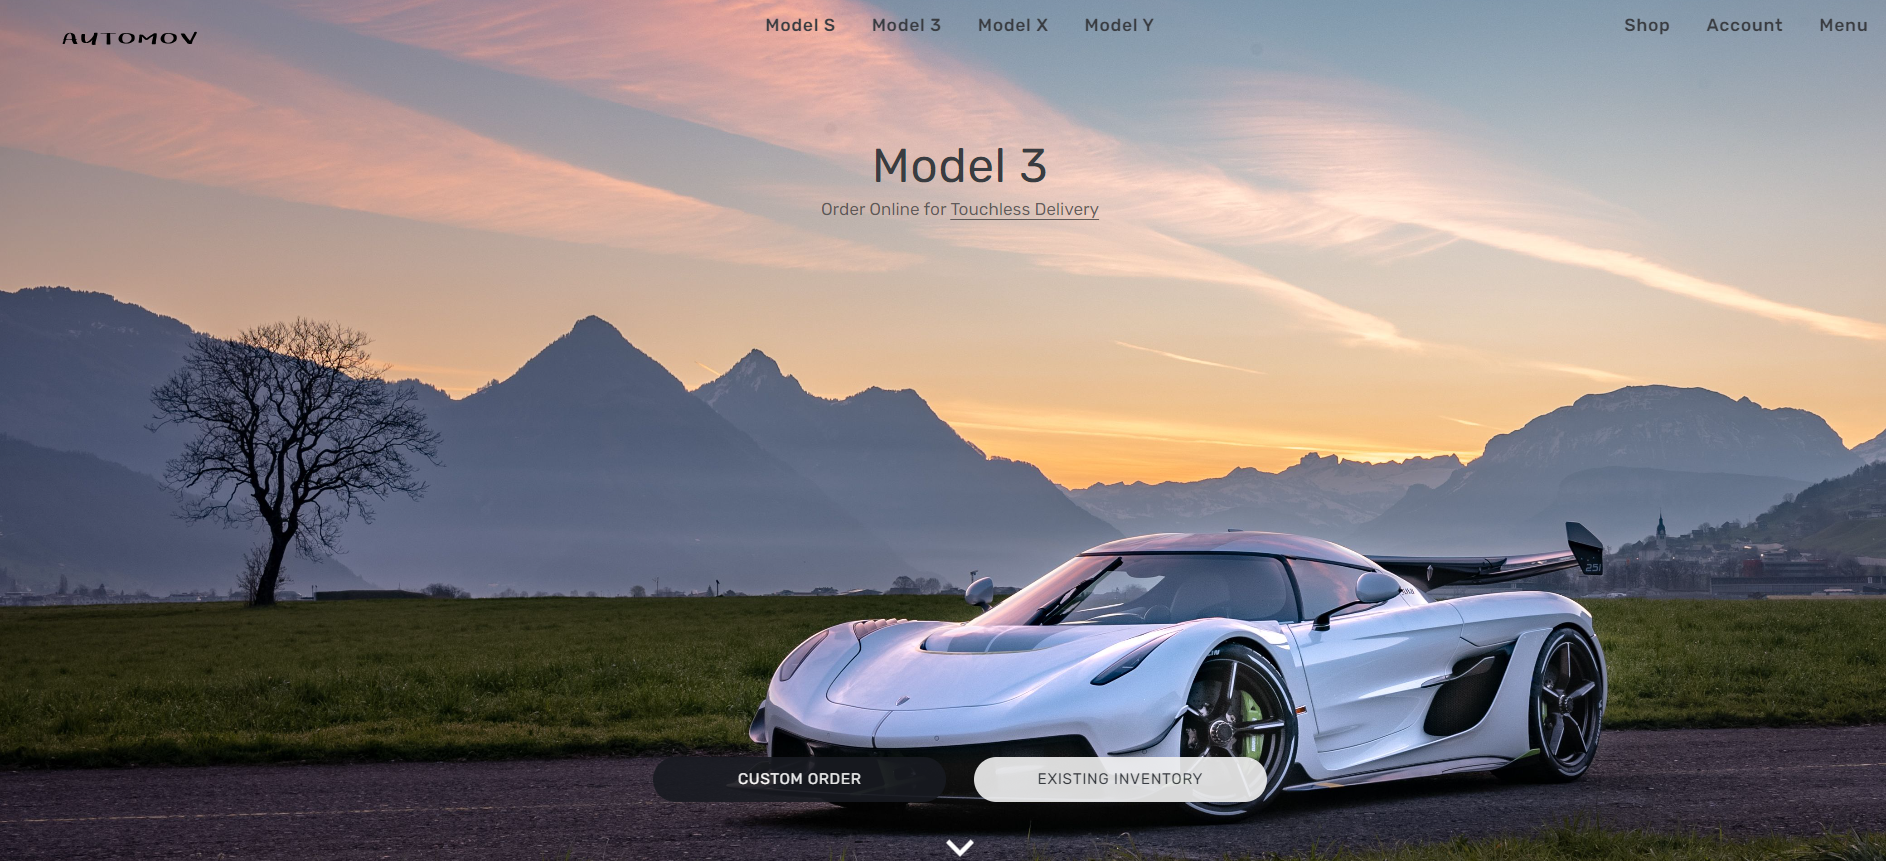 AUTOMOV
Model S Model 3 Model X Model Y
Shop Account Menu
Model 3
Order Online for Touchless Delivery
251
CUSTOM ORDER
EXISTING INVENTORY